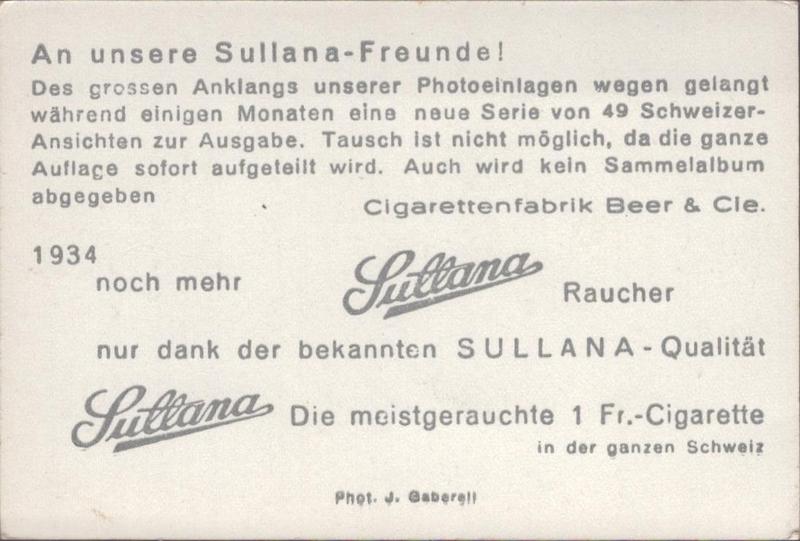 An unsere Sullana-Freunde!
Des grossen Anklangs unserer Photoeinlagen wegen gelangt
während einigen Monaten eine neue Serie von 49 Schweizer-
Ansichten zur Ausgabe. Tausch ist nicht möglich, da die ganze
Auflage sofort aufgeteilt wird. Auch wird kein Sammelalbum
abgegeben
Cigarettenfabrik Beer & Cie.
1934
noch mehr Sullana Raucher
nur dank der bekannten SULLANA-Qualität
Sullana Die meistgerauchte 1 Fr.-Cigarette
in der ganzen Schweiz
Phot. J. Gaberell